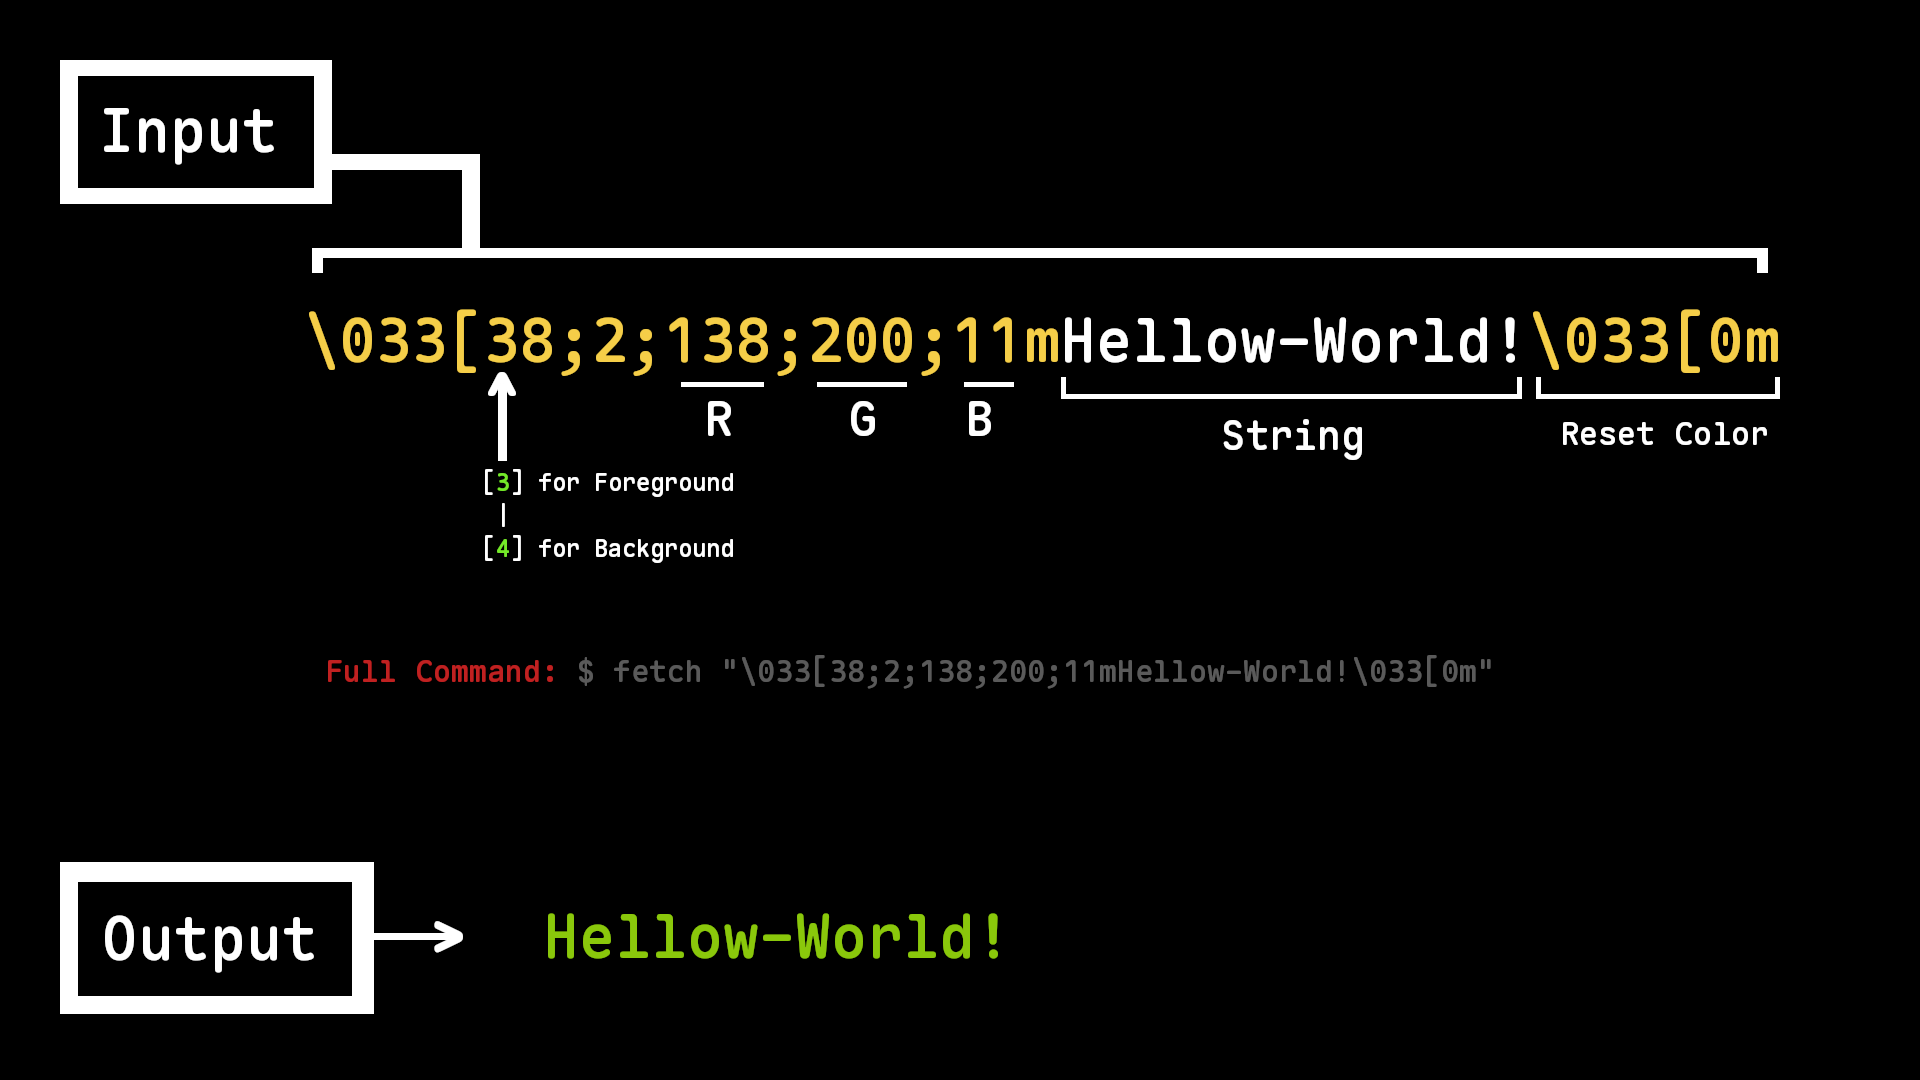 Input
\033[38;2;138;200;11mHellow-World!\033[0m
R G B
String Reset Color
[3] for Foreground
|
[4] for Background
Full Command: $ fetch "\033[38;2;138;200;11mHellow-World!\033[0m"
Output Hellow-World!